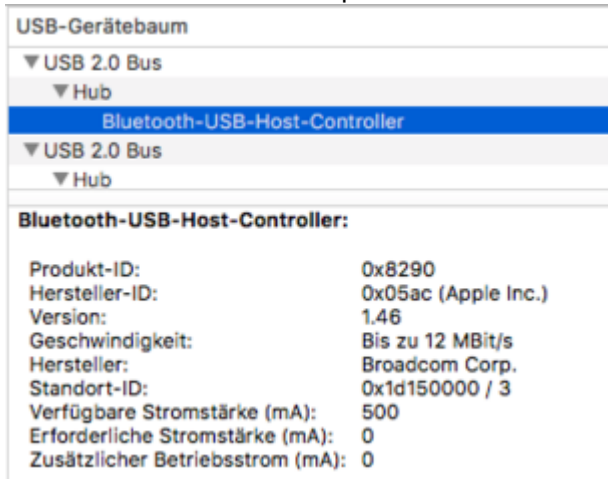 USB-Gerätebaum
▼USB 2.0 Bus
▼Hub
Bluetooth-USB-Host-Controller
▼USB 2.0 Bus
▼Hub
Bluetooth-USB-Host-Controller:
Produkt-ID: 0x8290
Hersteller-ID: 0x05ac (Apple Inc.)
Version: 1.46
Geschwindigkeit: Bis zu 12 MBit/s
Hersteller: Broadcom Corp.
Standort-ID: 0x1d150000 / 3
Verfügbare Stromstärke (mA): 500
Erforderliche Stromstärke (mA): 0
Zusätzlicher Betriebsstrom (mA): 0